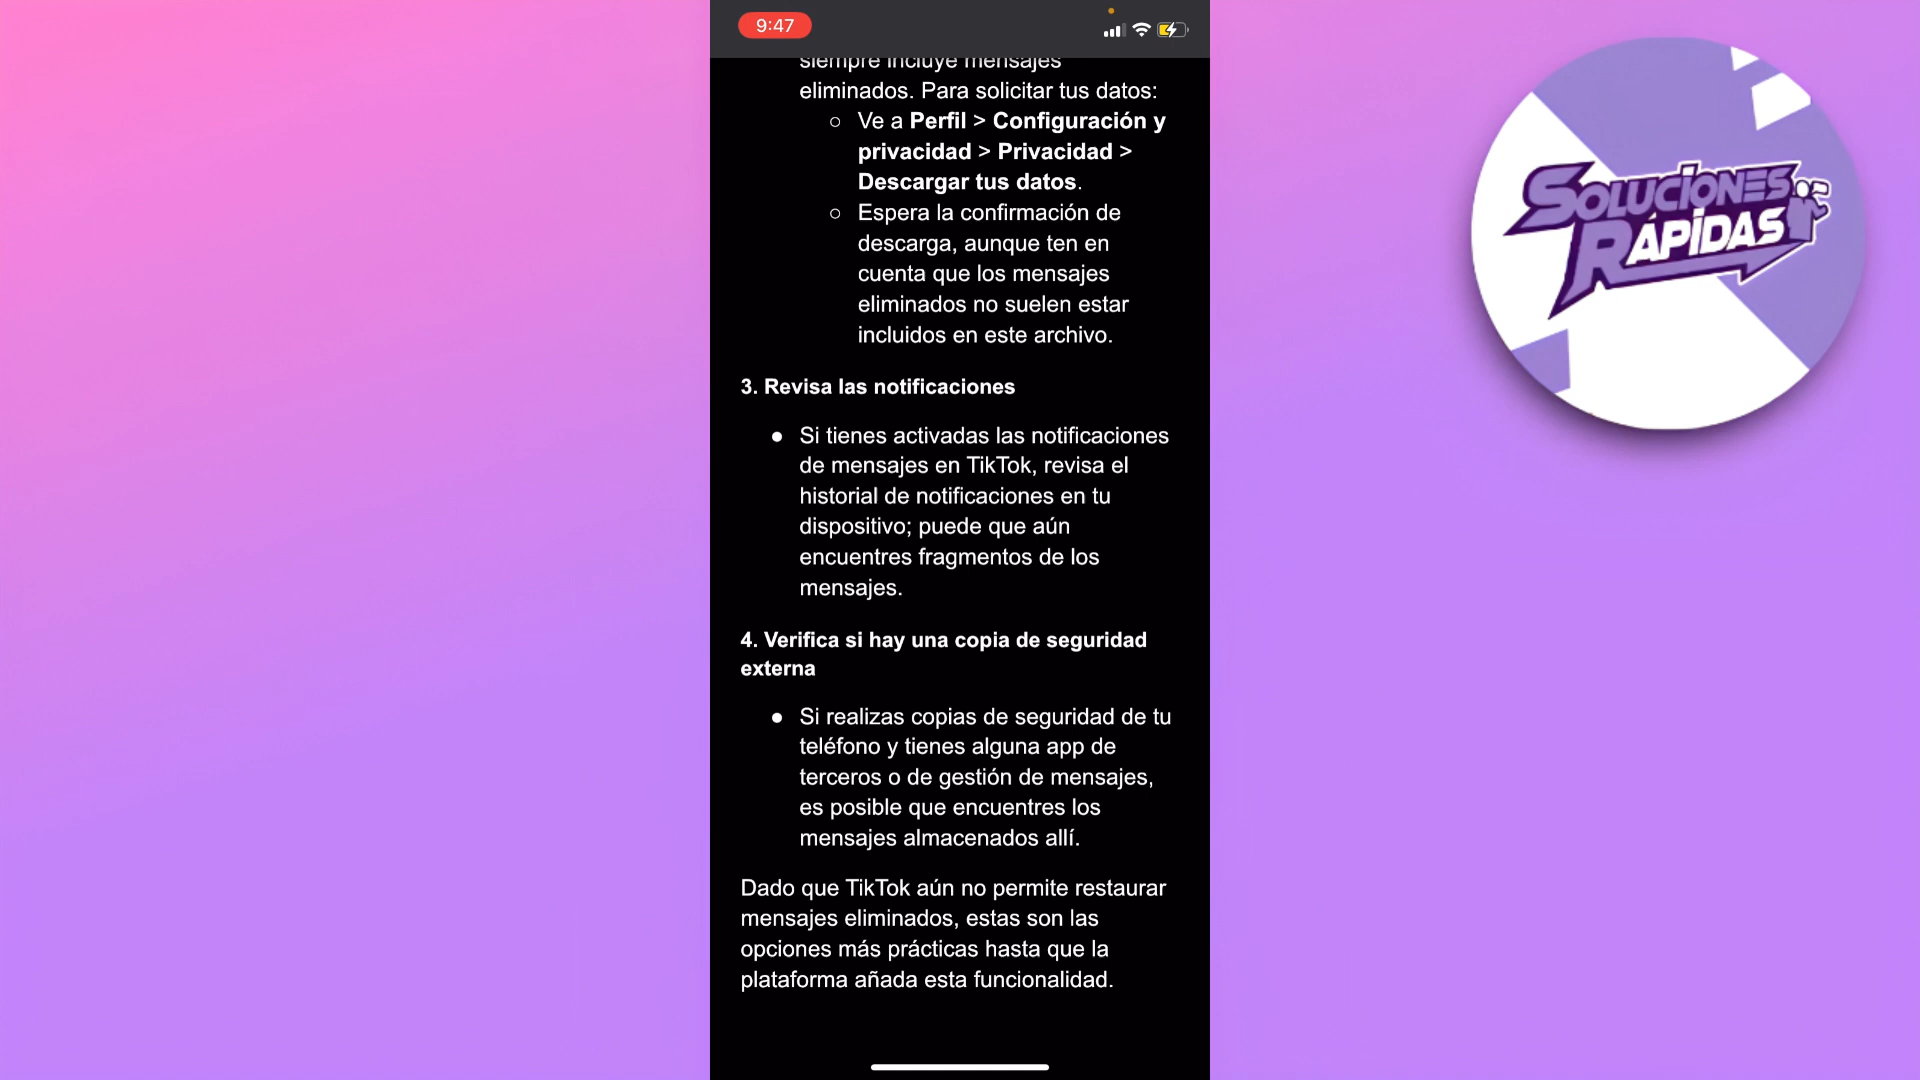 9:47
siempre incluye mensajes
eliminados. Para solicitar tus datos:
○ Ve a Perfil > Configuración y
privacidad > Privacidad >
Descargar tus datos.
○ Espera la confirmación de
descarga, aunque ten en
cuenta que los mensajes
eliminados no suelen estar
incluidos en este archivo.
3. Revisa las notificaciones
● Si tienes activadas las notificaciones
de mensajes en TikTok, revisa el
historial de notificaciones en tu
dispositivo; puede que aún
encuentres fragmentos de los
mensajes.
4. Verifica si hay una copia de seguridad
externa
● Si realizas copias de seguridad de tu
teléfono y tienes alguna app de
terceros o de gestión de mensajes,
es posible que encuentres los
mensajes almacenados allí.
Dado que TikTok aún no permite restaurar
mensajes eliminados, estas son las
opciones más prácticas hasta que la
plataforma añada esta funcionalidad.
SOLUCIONES
RÁPIDAS